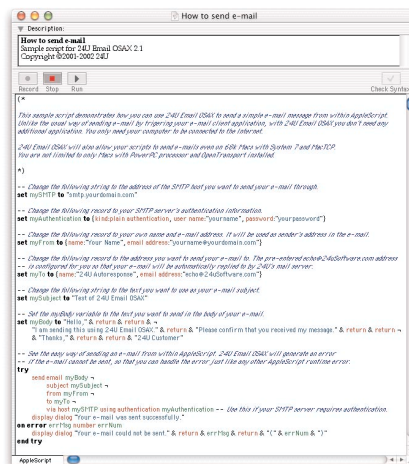 How to send e-mail
Description:
How to send e-mail
Sample script for 24U Email OSAX 2.1
Copyright ©2001-2002 24U
Record Stop Run Check Syntax
(*
This sample script demonstrates how you can use 24U Email OSAX to send a simple e-mail message from within AppleScript.
Unlike the usual way of sending e-mail by trigering your e-mail client application, with 24U Email OSAX you don't need any
additional application. You only need your computer to be connected to the Internet.
24U Email OSAX will also allow your scripts to send e-mails even on 68k Macs with System 7 and MacTCP.
You are not limited to only Macs with PowerPC processor and OpenTransport installed.
*)
-- Change the following string to the address of the SMTP host you want to send your e-mail through.
set mySMTP to "smtp.yourdomain.com"
-- Change the following record to your SMTP server's authentication information.
set myAuthentication to {kind:plain authentication, user name:"yourname", password:"yourpassword"}
-- Change the following record to your own name and e-mail address. It will be used as sender's address in the e-mail.
set myFrom to {name:"Your Name", email address:"yourname@yourdomain.com"}
-- Change the following record to the address you want to send your e-mail to. The pre-entered echo@24uSoftware.com address
-- is configured for you so that your e-mail will be automatically replied to by 24U's mail server.
set myTo to {name:"24U Autoresponse", email address:"echo@24uSoftware.com"}
-- Change the following string to the text you want to use as your e-mail subject.
set mySubject to "Test of 24U Email OSAX"
-- Set the myBody variable to the text you want to send in the body of your e-mail.
set myBody to "Hello," & return & return & ¬
"I am sending this using 24U Email OSAX." & return & "Please confirm that you received my message." & return & return ¬
& "Thanks," & return & return & "24U Customer"
-- See the easy way of sending an e-mail from within AppleScript. 24U Email OSAX will generate an error
-- if the e-mail cannot be sent, so that you can handle the error just like any other AppleScript runtime error.
try
send email myBody ¬
subject mySubject ¬
from myFrom ¬
to myTo ¬
via host mySMTP using authentication myAuthentication -- Use this if your SMTP server requires authentication.
display dialog "Your e-mail was sent successfully."
on error errMsg number errNum
display dialog "Your e-mail could not be sent." & return & errMsg & return & "(" & errNum & ")"
end try
AppleScript